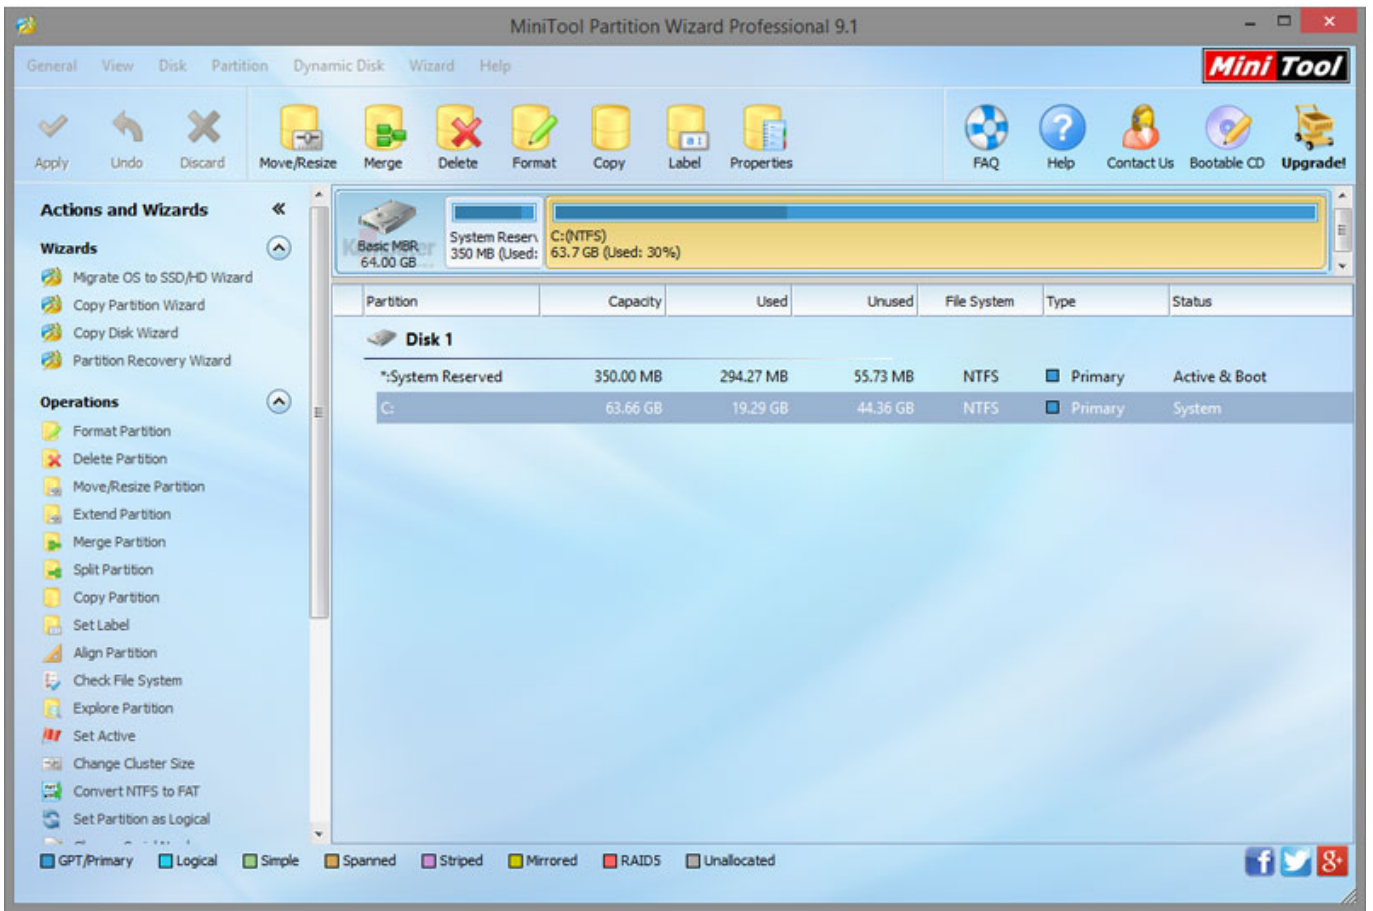 MiniTool Partition Wizard Professional 9.1
General View Disk Partition Dynamic Disk Wizard Help
Mini Tool
Apply Undo Discard Move/Resize Merge Delete Format Copy Label Properties FAQ Help Contact Us Bootable CD Upgrade!
Actions and Wizards
Wizards
Migrate OS to SSD/HD Wizard
Copy Partition Wizard
Copy Disk Wizard
Partition Recovery Wizard
Operations
Format Partition
Delete Partition
Move/Resize Partition
Extend Partition
Merge Partition
Split Partition
Copy Partition
Set Label
Align Partition
Check File System
Explore Partition
Set Active
Change Cluster Size
Convert NTFS to FAT
Set Partition as Logical
Basic MBR
64.00 GB
System Reserv
350 MB (Used:
C:(NTFS)
63.7 GB (Used: 30%)
Partition Capacity Used Unused File System Type Status
Disk 1
*:System Reserved 350.00 MB 294.27 MB 55.73 MB NTFS Primary Active & Boot
C: 63.66 GB 19.29 GB 44.36 GB NTFS Primary System
GPT/Primary Logical Simple Spanned Striped Mirrored RAID5 Unallocated